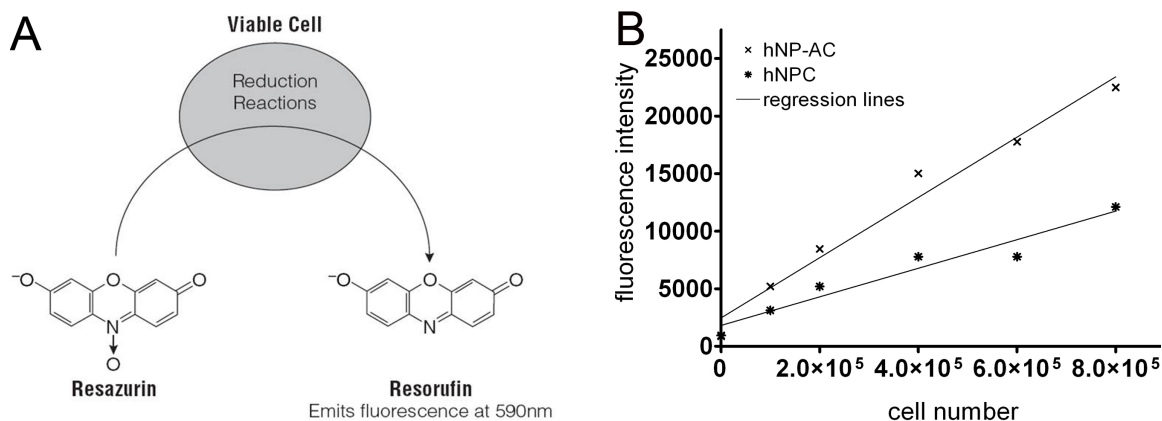 A
Viable Cell
Reduction
Reactions
⁻O
O
O
N
O
Resazurin
⁻O
O
O
N
Resorufin
Emits fluorescence at 590nm
B
fluorescence intensity
25000
20000
15000
10000
5000
0
× hNP-AC
* hNPC
regression lines
0 2.0×10⁵ 4.0×10⁵ 6.0×10⁵ 8.0×10⁵
cell number